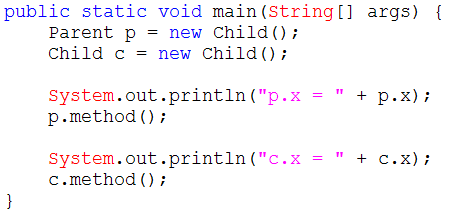 public static void main(String[] args) {
    Parent p = new Child();
    Child c = new Child();
    System.out.println("p.x = " + p.x);
    p.method();
    System.out.println("c.x = " + c.x);
    c.method();
}